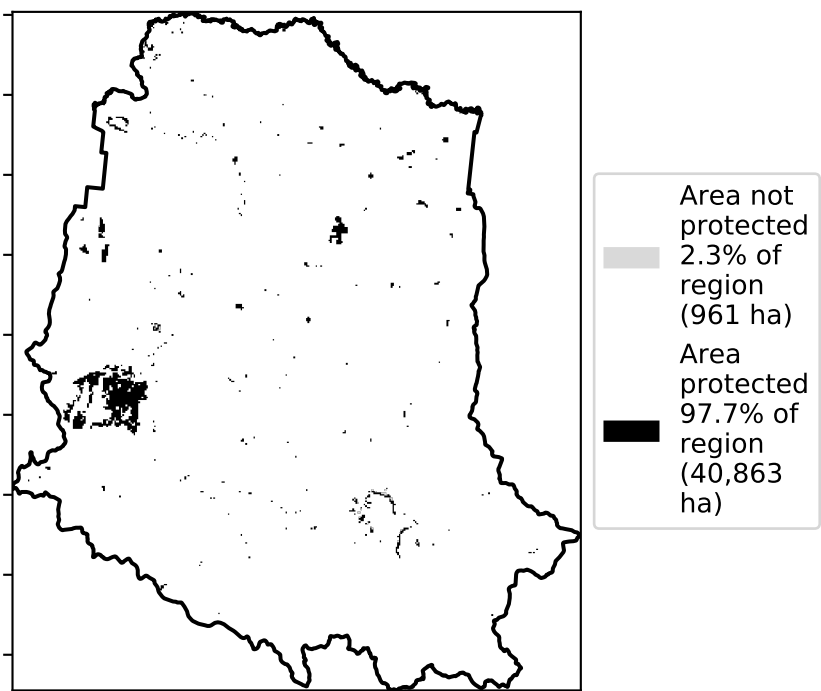 Area not
protected
2.3% of
region
(961 ha)
Area
protected
97.7% of
region
(40,863
ha)